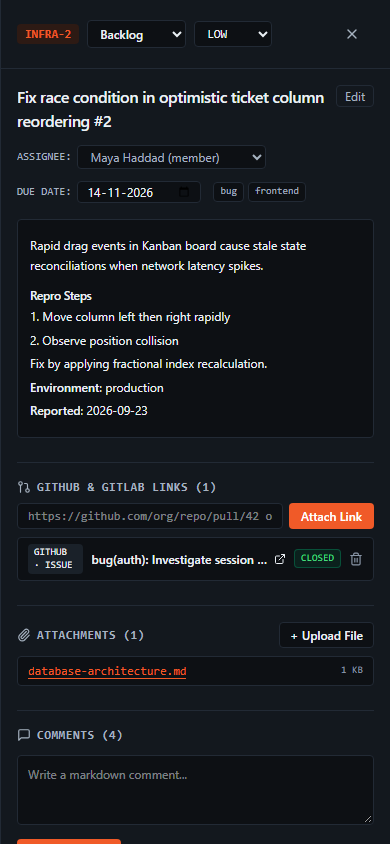 INFRA-2 Backlog LOW
Fix race condition in optimistic ticket column
reordering #2
Edit
ASSIGNEE: Maya Haddad (member)
DUE DATE: 14-11-2026 bug frontend
Rapid drag events in Kanban board cause stale state
reconciliations when network latency spikes.
Repro Steps
1. Move column left then right rapidly
2. Observe position collision
Fix by applying fractional index recalculation.
Environment: production
Reported: 2026-09-23
GITHUB & GITLAB LINKS (1)
https://github.com/org/repo/pull/42 o
Attach Link
GITHUB
· ISSUE
bug(auth): Investigate session ...
CLOSED
ATTACHMENTS (1)
+ Upload File
database-architecture.md
1 KB
COMMENTS (4)
Write a markdown comment...